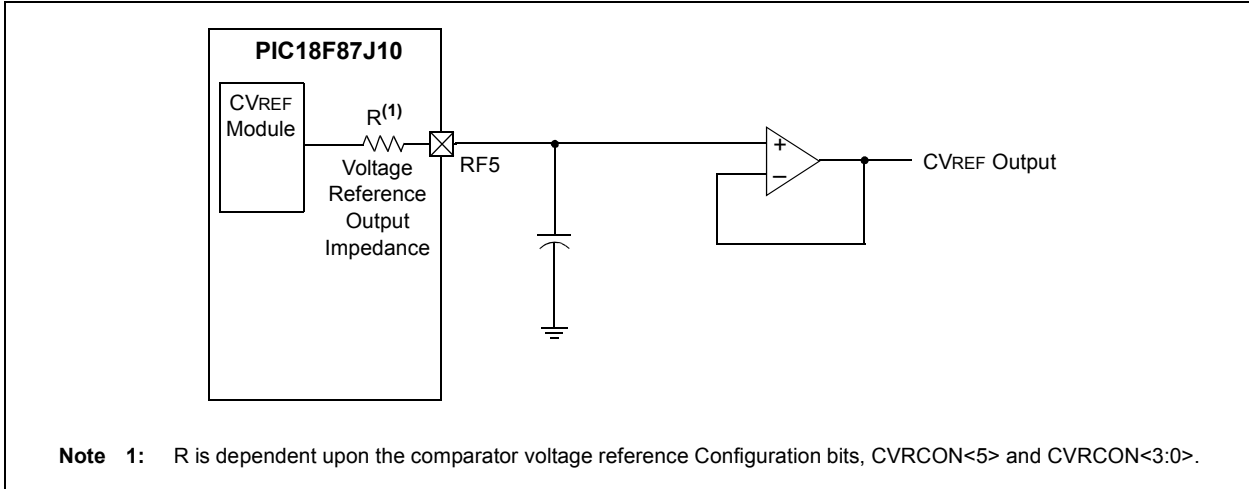 PIC18F87J10
CVREF
Module
R(1)
Voltage
Reference
Output
Impedance
RF5
+
–
CVREF Output
Note 1: R is dependent upon the comparator voltage reference Configuration bits, CVRCON<5> and CVRCON<3:0>.